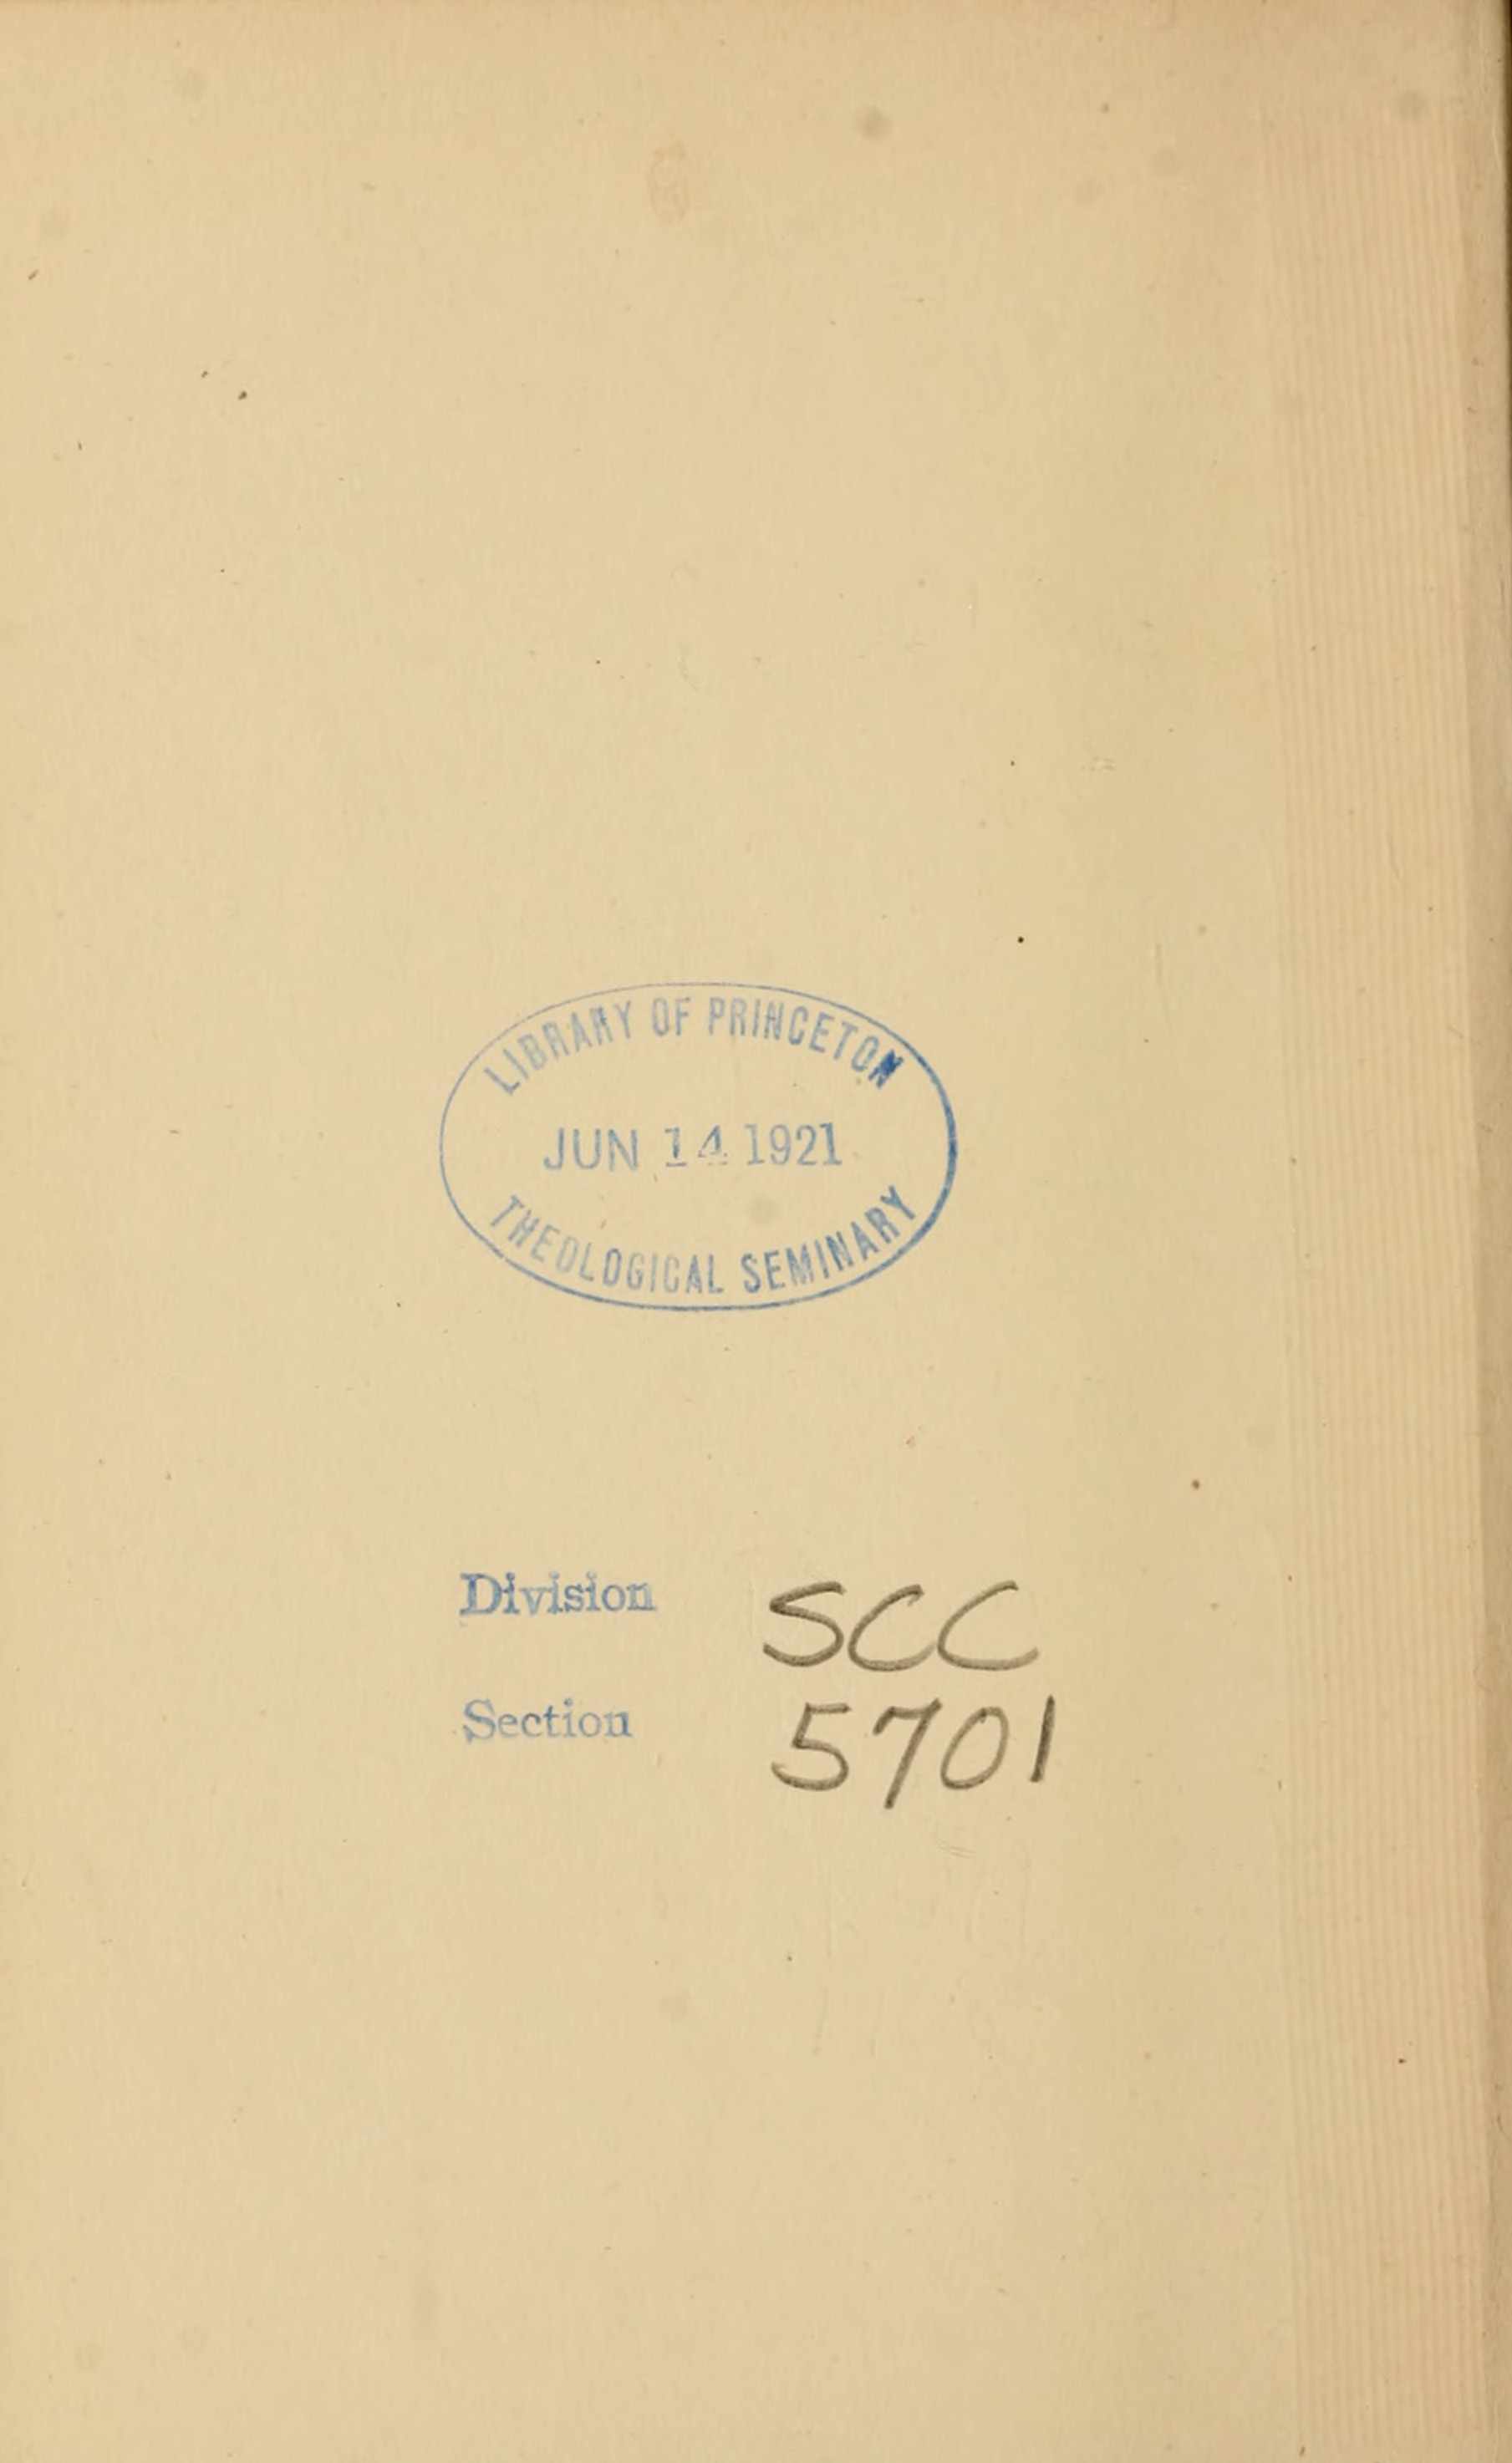 LIBRARY OF PRINCETON
JUN 14 1921
THEOLOGICAL SEMINARY
Division SCC
Section 5701